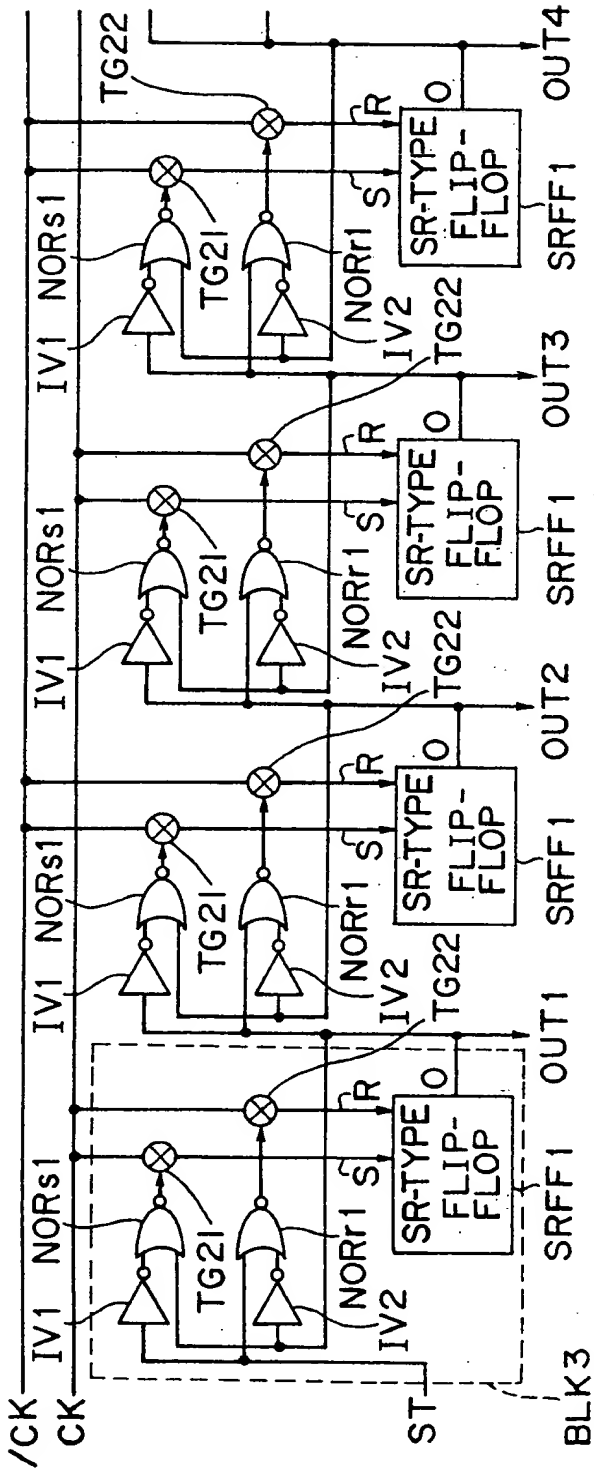 /CK
CK
IV1 NORs1
TG21
NORr1
IV2
TG22
S
R
SR-TYPE
FLIP-
FLOP
O
SRFF1
ST
BLK3
OUT1
IV1 NORs1
TG21
NORr1
IV2
TG22
S
R
SR-TYPE
FLIP-
FLOP
O
SRFF1
OUT2
IV1 NORs1
TG21
NORr1
IV2
TG22
S
R
SR-TYPE
FLIP-
FLOP
O
SRFF1
OUT3
IV1 NORs1
TG21
NORr1
IV2
TG22
S
R
SR-TYPE
FLIP-
FLOP
O
SRFF1
OUT4